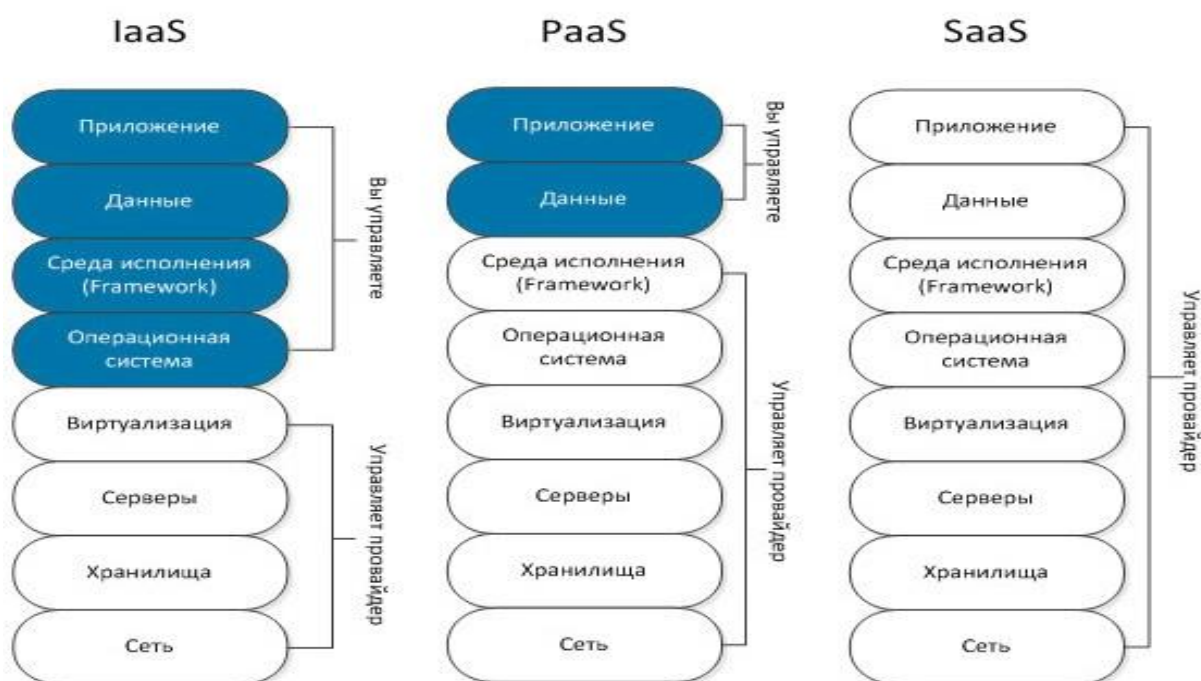 IaaS
Приложение
Данные
Среда исполнения
(Framework)
Операционная
система
Виртуализация
Серверы
Хранилища
Сеть
Вы управляете
Управляет провайдер
PaaS
Приложение
Данные
Среда исполнения
(Framework)
Операционная
система
Виртуализация
Серверы
Хранилища
Сеть
Вы управляете
Управляет провайдер
SaaS
Приложение
Данные
Среда исполнения
(Framework)
Операционная
система
Виртуализация
Серверы
Хранилища
Сеть
Управляет провайдер